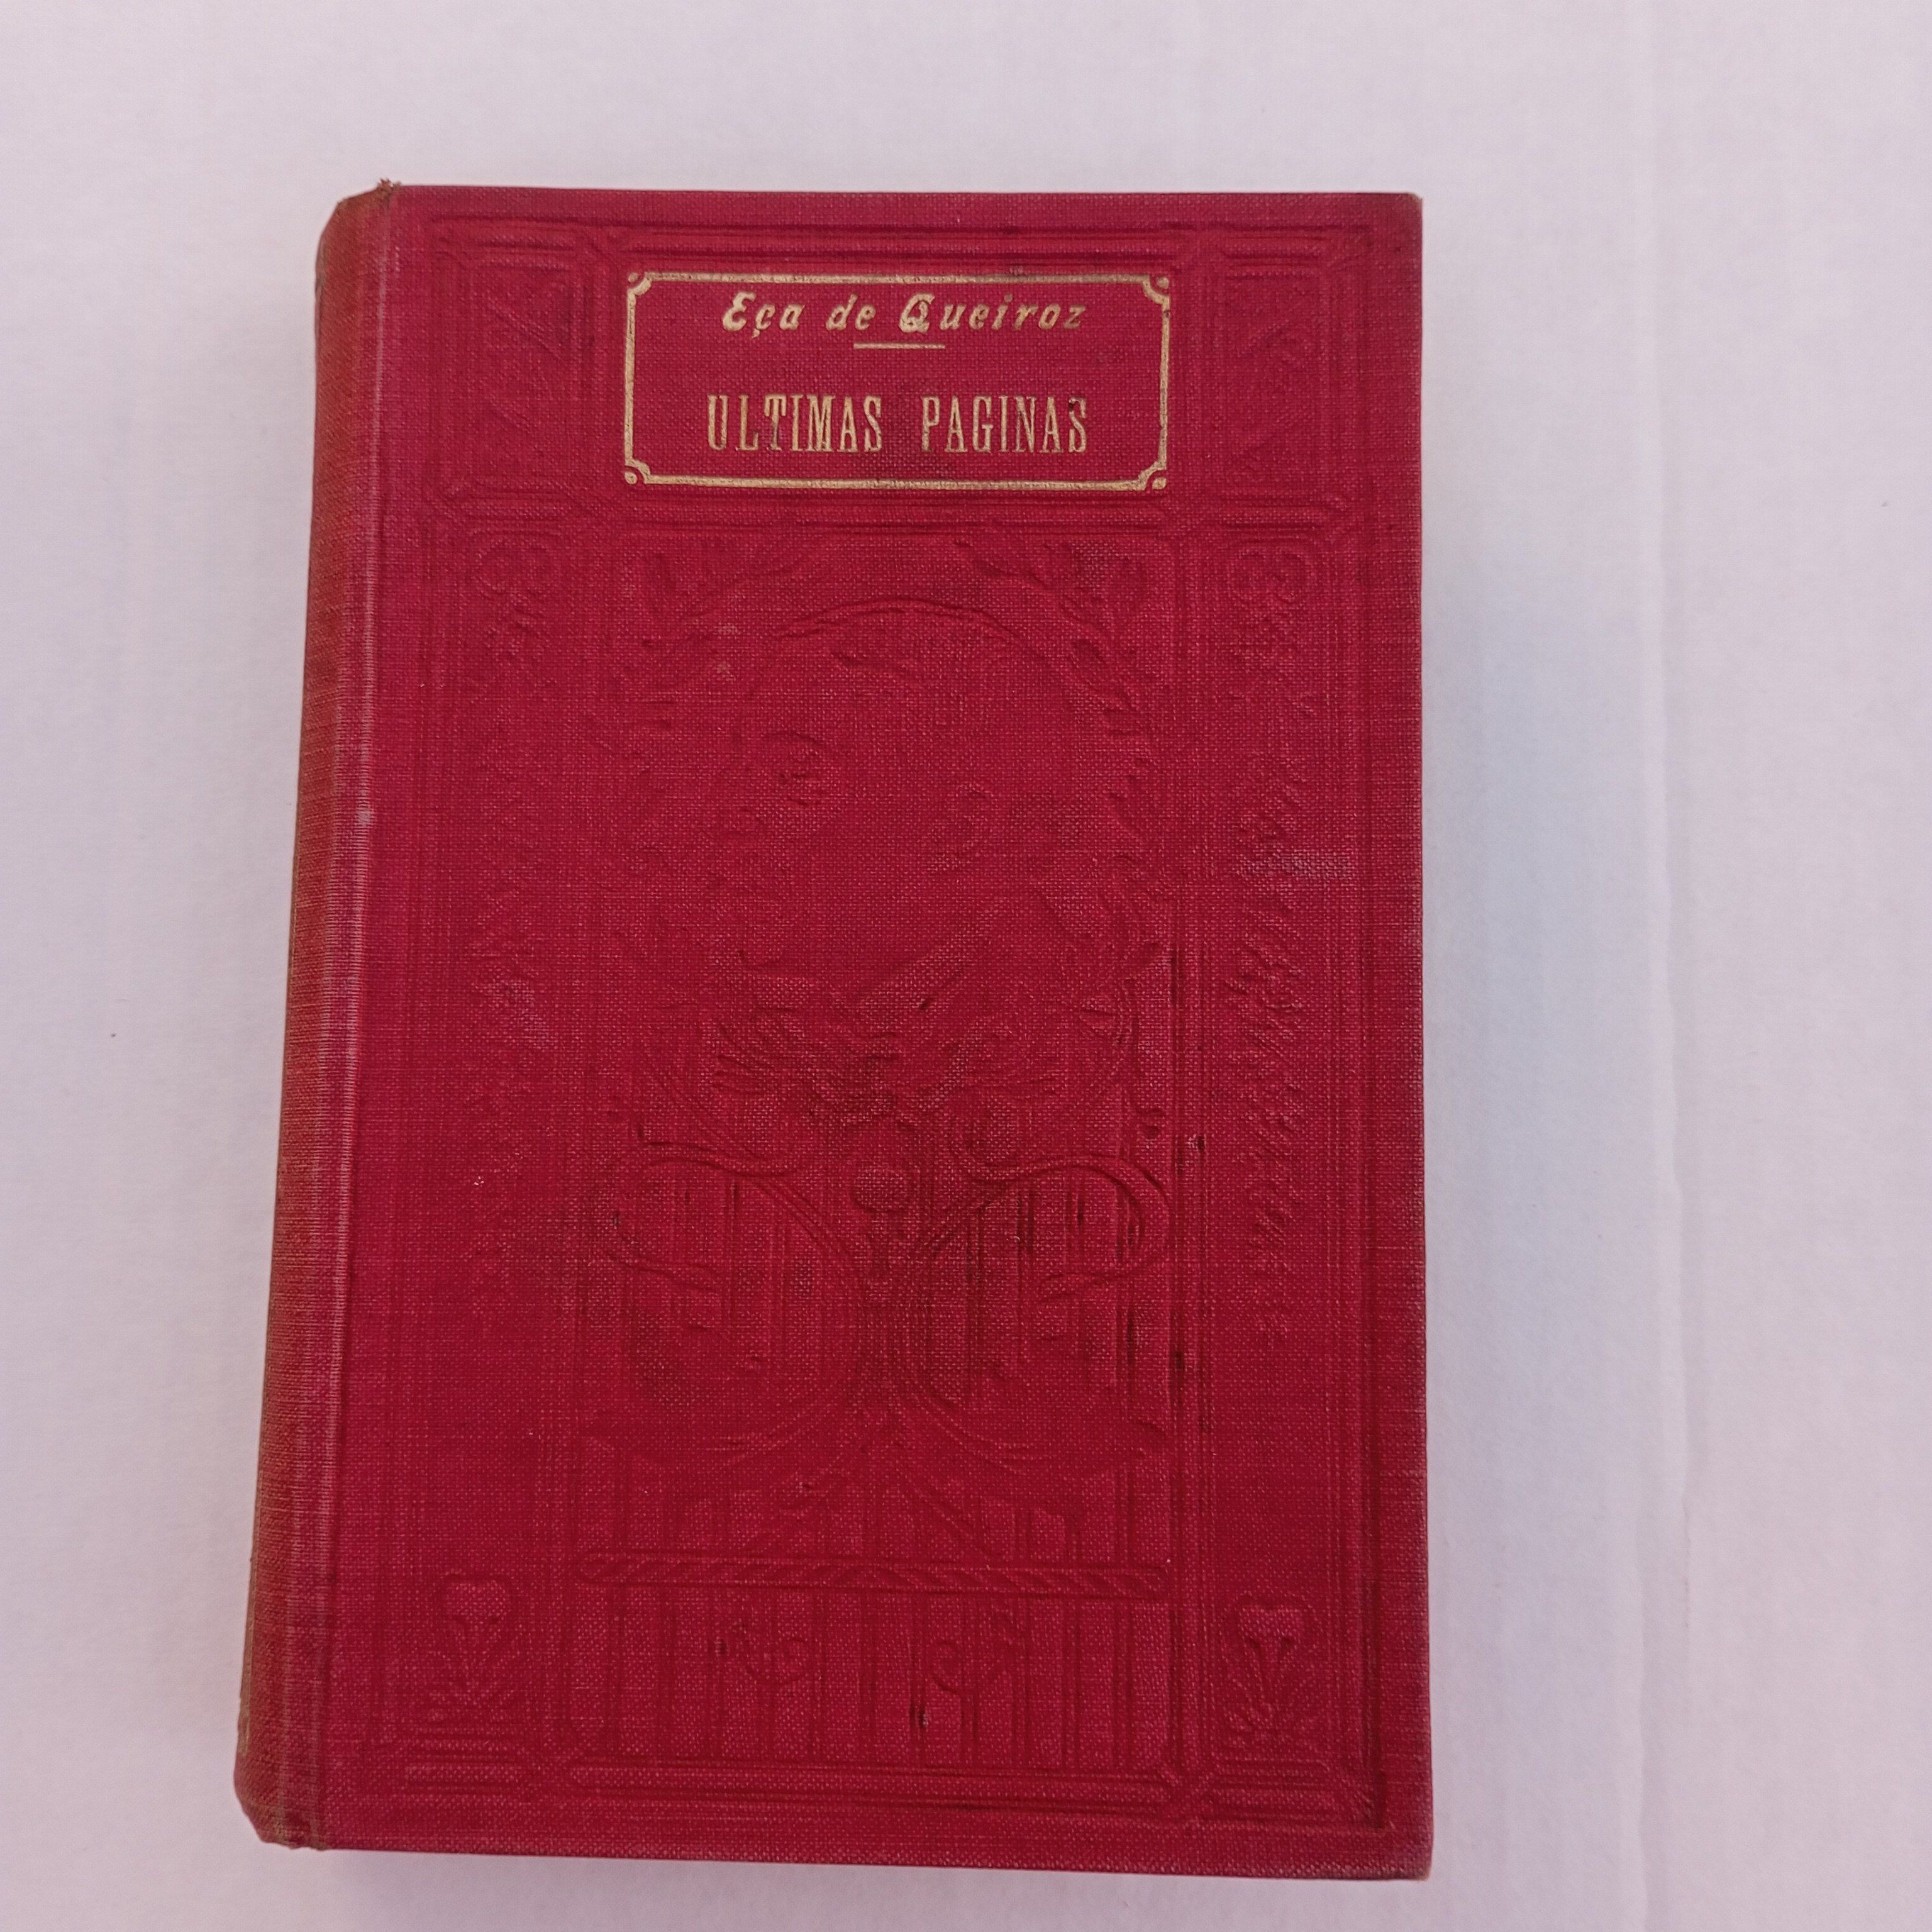 Eça de Queiroz
ULTIMAS PAGINAS